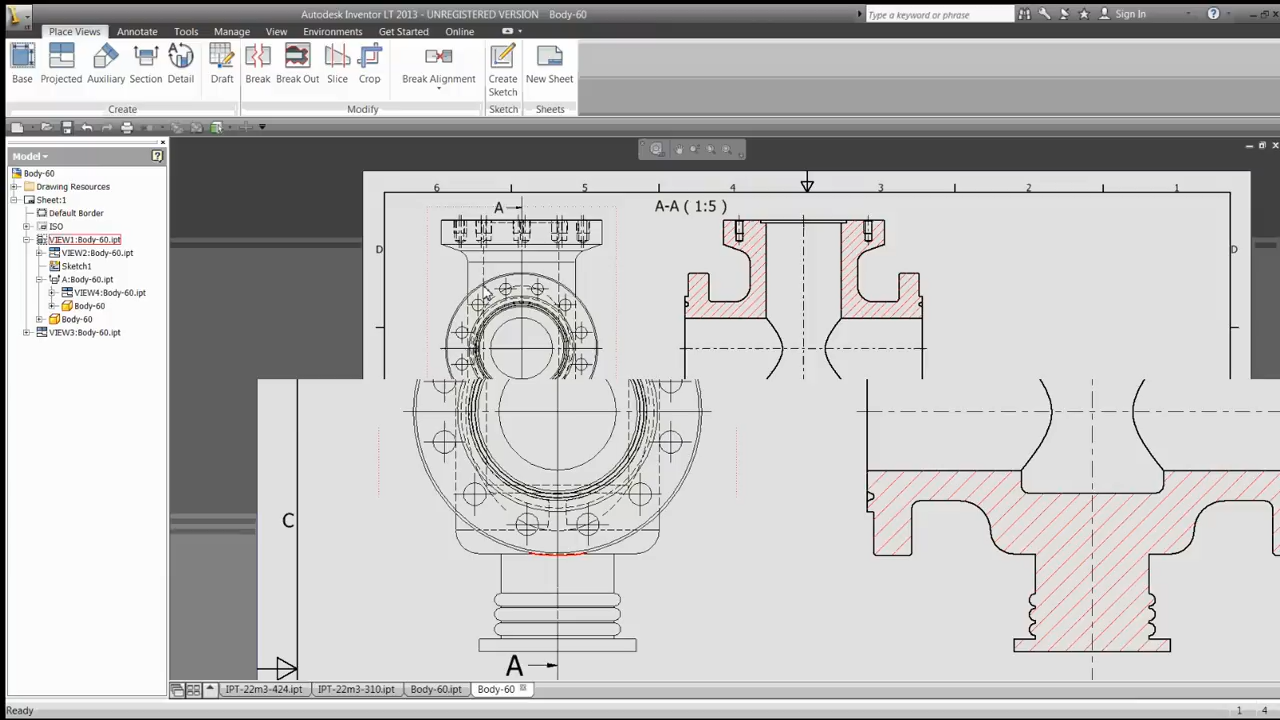 Autodesk Inventor LT 2013 - UNREGISTERED VERSION Body-60
Type a keyword or phrase
Sign In
Place Views Annotate Tools Manage View Environments Get Started Online
Base Projected Auxiliary Section Detail Draft Break Break Out Slice Crop Break Alignment Create Sketch New Sheet
Create Modify Sketch Sheets
Model
Body-60
Drawing Resources
Sheet:1
Default Border
ISO
VIEW1:Body-60.ipt
VIEW2:Body-60.ipt
Sketch1
A:Body-60.ipt
VIEW4:Body-60.ipt
Body-60
Body-60
VIEW3:Body-60.ipt
6 5 4 3 2 1
A
A-A ( 1:5 )
D D
C
A
IPT-22m3-424.ipt IPT-22m3-310.ipt Body-60.ipt Body-60
Ready 1 4